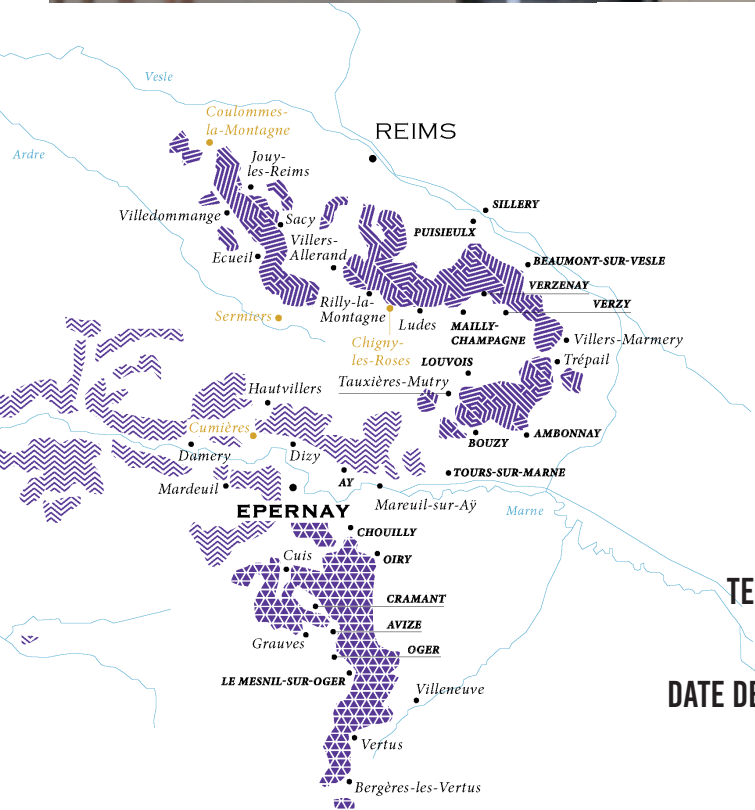 Vesle
Coulommes-
la-Montagne
REIMS
Ardre
Jouy-
les-Reims
SILLERY
Villedommange
Sacy
PUISIEULX
Villers-
Allerand
Ecueil
BEAUMONT-SUR-VESLE
VERZENAY
Rilly-la-
Montagne
VERZY
Sermiers
Ludes
MAILLY-
CHAMPAGNE
Chigny-
les-Roses
Villers-Marmery
LOUVOIS
Trépail
Tauxières-Mutry
Hautvillers
Cumières
AMBONNAY
BOUZY
Damery
Dizy
TOURS-SUR-MARNE
AY
Mardeuil
Mareuil-sur-Aÿ
EPERNAY
Marne
CHOUILLY
Cuis
OIRY
TE
CRAMANT
AVIZE
Grauves
OGER
LE MESNIL-SUR-OGER
Villeneuve
DATE DE
Vertus
Bergères-les-Vertus